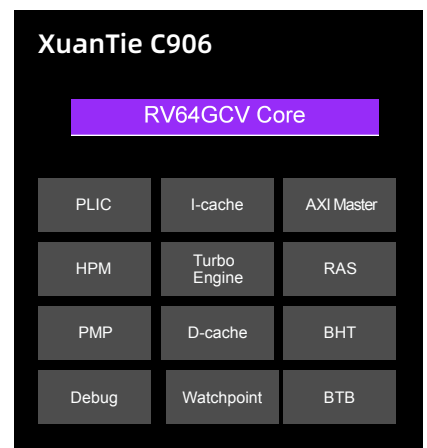 XuanTie C906
RV64GCV Core
PLIC
I-cache
AXI Master
HPM
Turbo
Engine
RAS
PMP
D-cache
BHT
Debug
Watchpoint
BTB